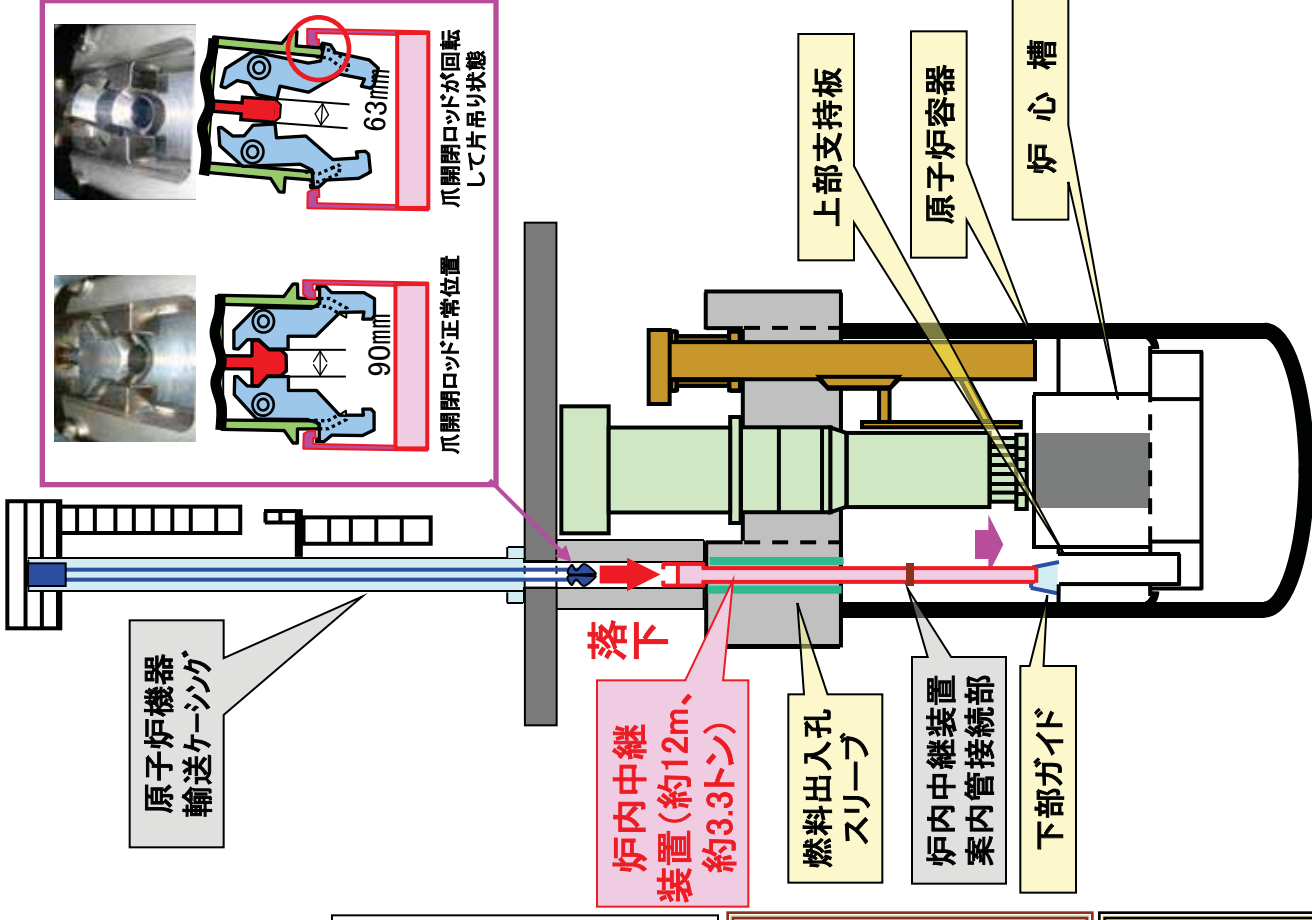 爪開閉ロッド正常位置
90mm
爪開閉ロッドが回転
して片吊り状態
63mm
原子炉機器
輸送ケーシング
落下
炉内中継
装置(約12m、
約3.3トン)
燃料出入孔
スリーブ
炉内中継装置
案内管接続部
下部ガイド
上部支持板
原子炉容器
炉心槽